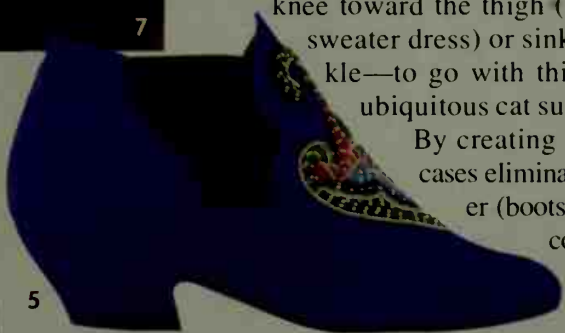 7
knee toward the thigh (
sweater dress) or sink
kle—to go with thi
ubiquitous cat su
By creating
cases elimina
er (boots
ce
5